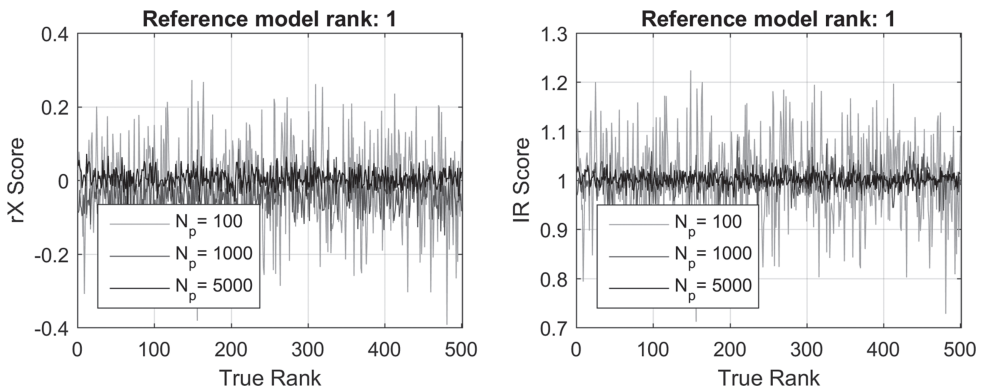 Reference model rank: 1
0.4
0.2
0
-0.2
-0.4
rX Score
N_p = 100
N_p = 1000
N_p = 5000
0 100 200 300 400 500
True Rank
Reference model rank: 1
1.3
1.2
1.1
1
0.9
0.8
0.7
IR Score
N_p = 100
N_p = 1000
N_p = 5000
0 100 200 300 400 500
True Rank